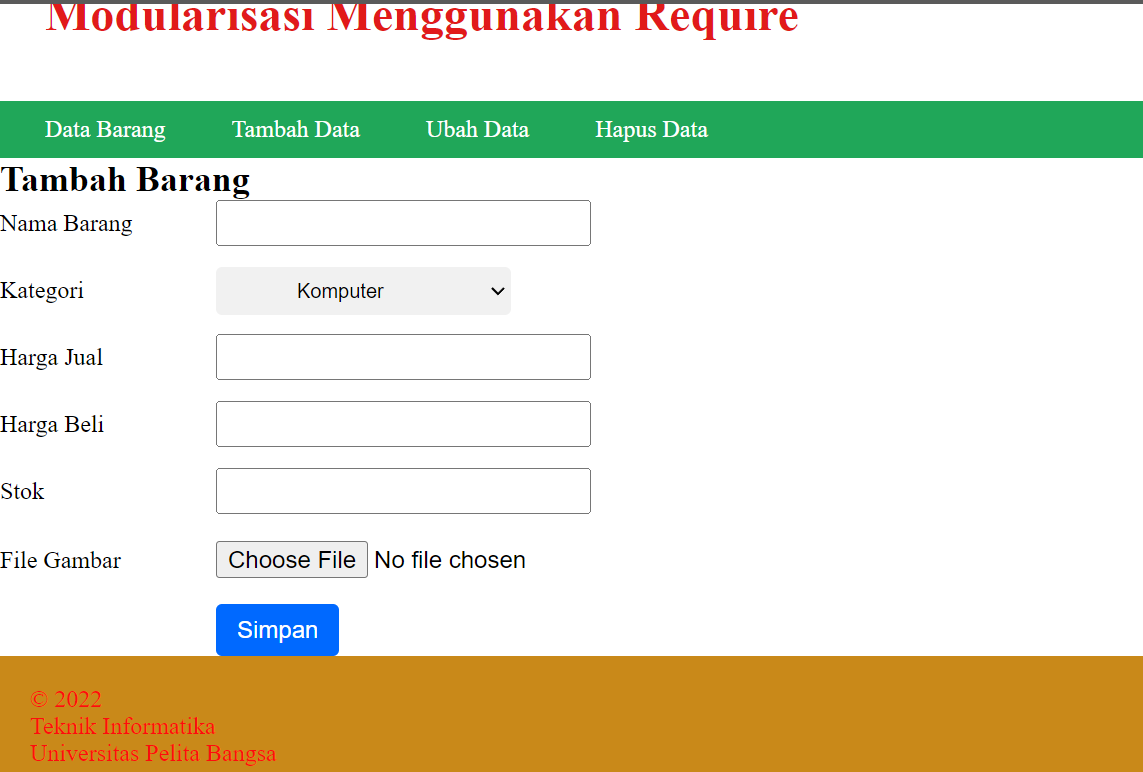 Modularisasi Menggunakan Require
Data Barang Tambah Data Ubah Data Hapus Data
Tambah Barang
Nama Barang
Kategori Komputer
Harga Jual
Harga Beli
Stok
File Gambar Choose File No file chosen
Simpan
© 2022
Teknik Informatika
Universitas Pelita Bangsa